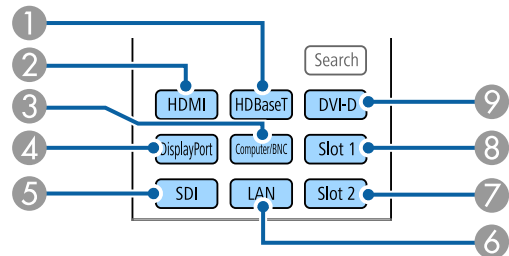 1
2
Search
HDMI HDBaseT DVI-D
3
9
DisplayPort Computer/BNC Slot 1
4
8
SDI LAN Slot 2
5
7
6